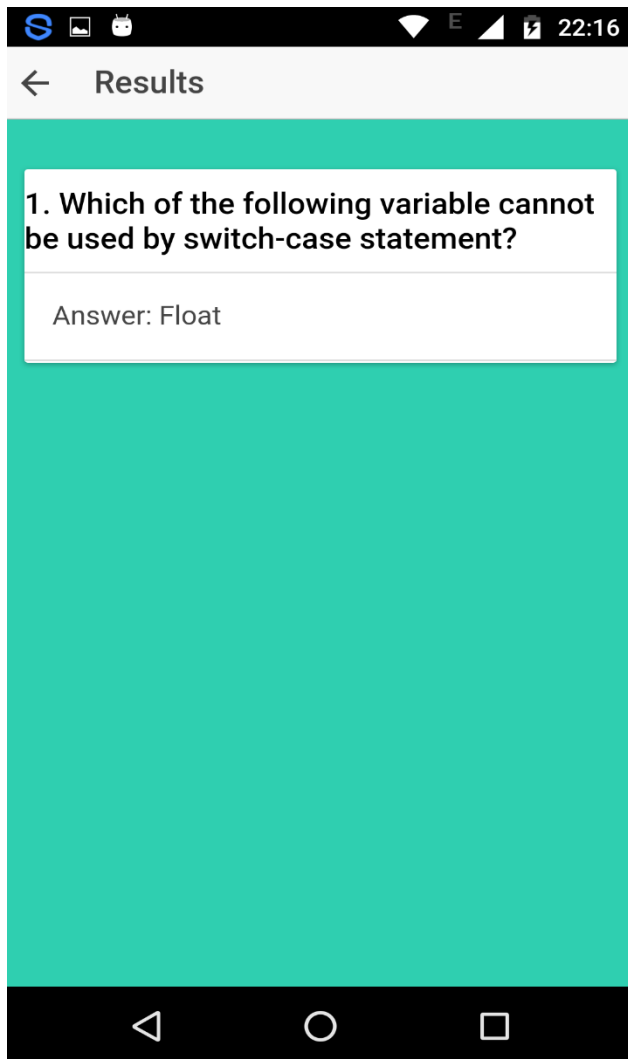 E 22:16
Results
1. Which of the following variable cannot
be used by switch-case statement?
Answer: Float